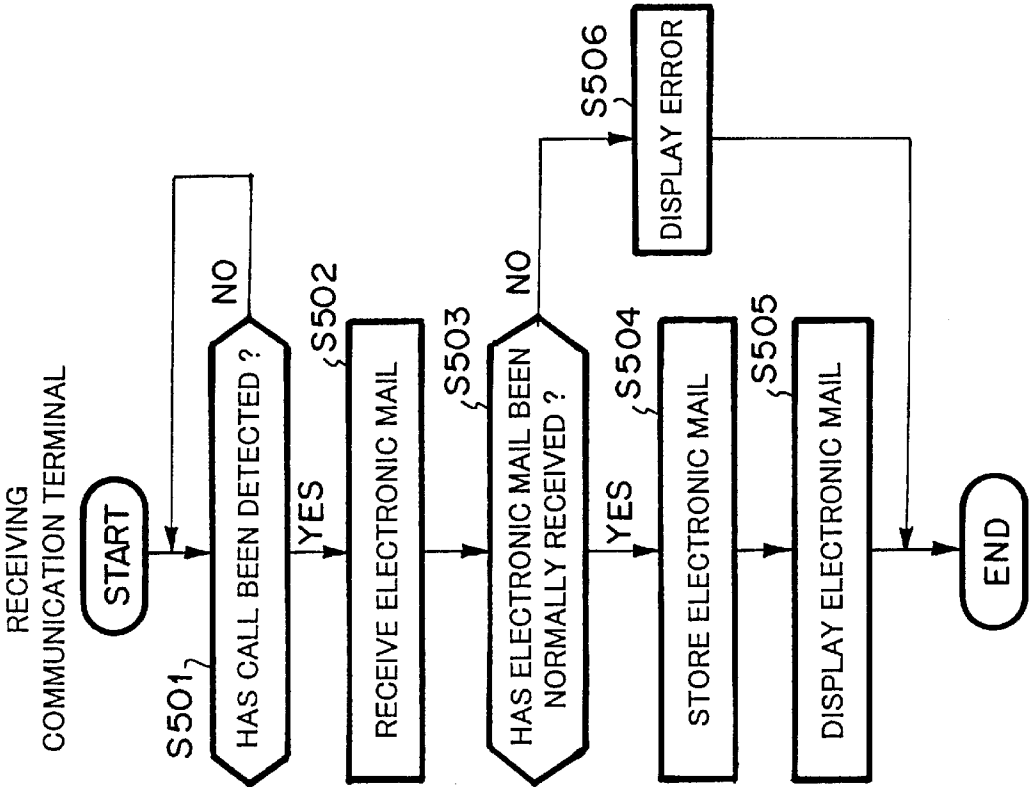 RECEIVING
COMMUNICATION TERMINAL
START
S501
HAS CALL BEEN DETECTED ?
NO
YES
S502
RECEIVE ELECTRONIC MAIL
S503
HAS ELECTRONIC MAIL BEEN
NORMALLY RECEIVED ?
NO
YES
S506
DISPLAY ERROR
S504
STORE ELECTRONIC MAIL
S505
DISPLAY ELECTRONIC MAIL
END